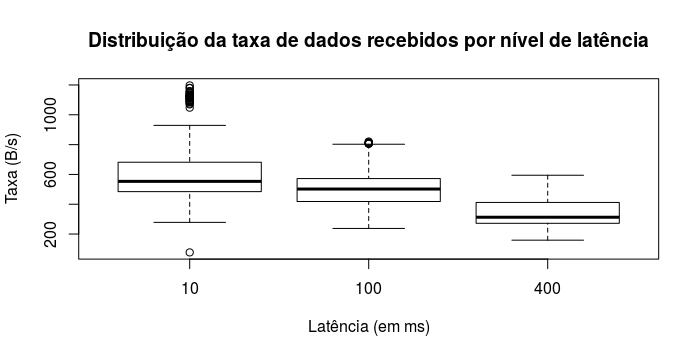 Distribuição da taxa de dados recebidos por nível de latência
Taxa (B/s)
1000
600
200
10 100 400
Latência (em ms)